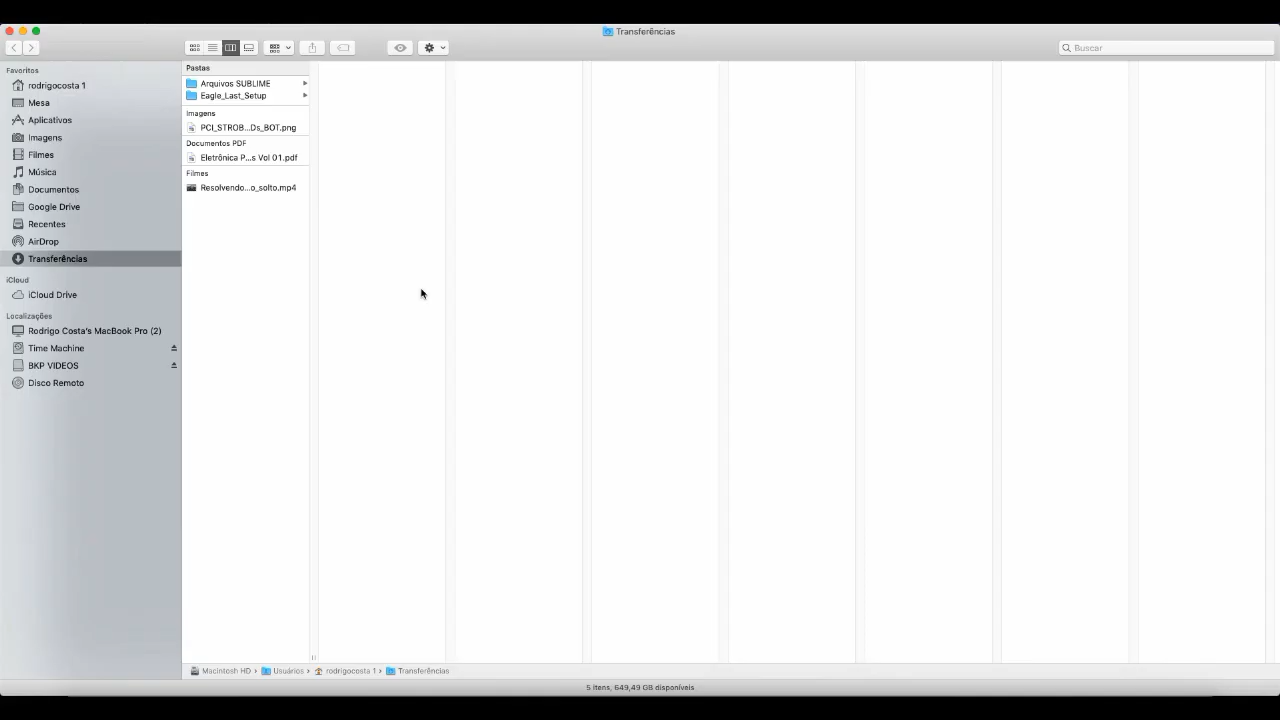 Transferências
Buscar
Favoritos
rodrigocosta 1
Mesa
Aplicativos
Imagens
Filmes
Música
Documentos
Google Drive
Recentes
AirDrop
Transferências
iCloud
iCloud Drive
Localizações
Rodrigo Costa's MacBook Pro (2)
Time Machine
BKP VIDEOS
Disco Remoto
Pastas
Arquivos SUBLIME
Eagle_Last_Setup
Imagens
PCI_STROB...Ds_BOT.png
Documentos PDF
Eletrônica P...s Vol 01.pdf
Filmes
Resolvendo...o_solto.mp4
Macintosh HD › Usuários › rodrigocosta 1 › Transferências
5 itens, 649,49 GB disponíveis